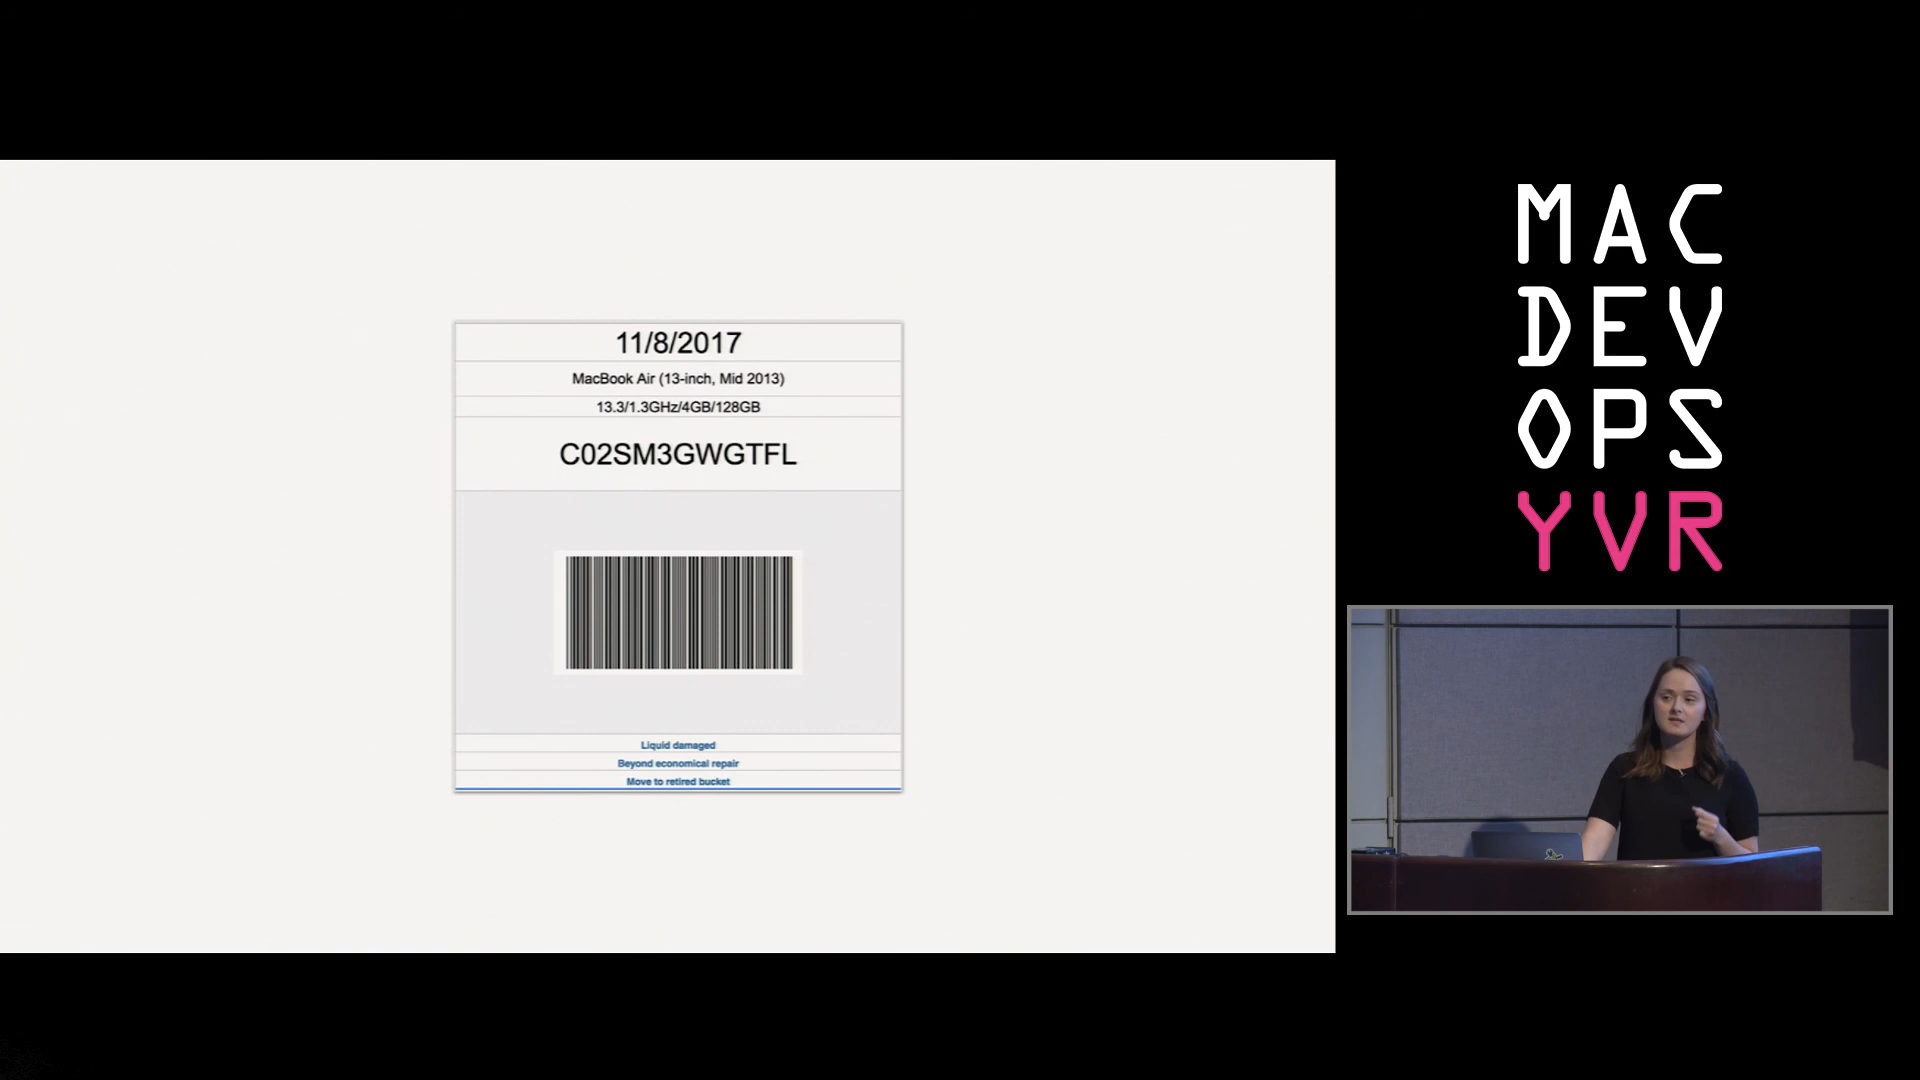 11/8/2017
MacBook Air (13-inch, Mid 2013)
13.3/1.3GHz/4GB/128GB
C02SM3GWGTFL
Liquid damaged
Beyond economical repair
Move to retired bucket
MAC
DEV
OPS
YVR